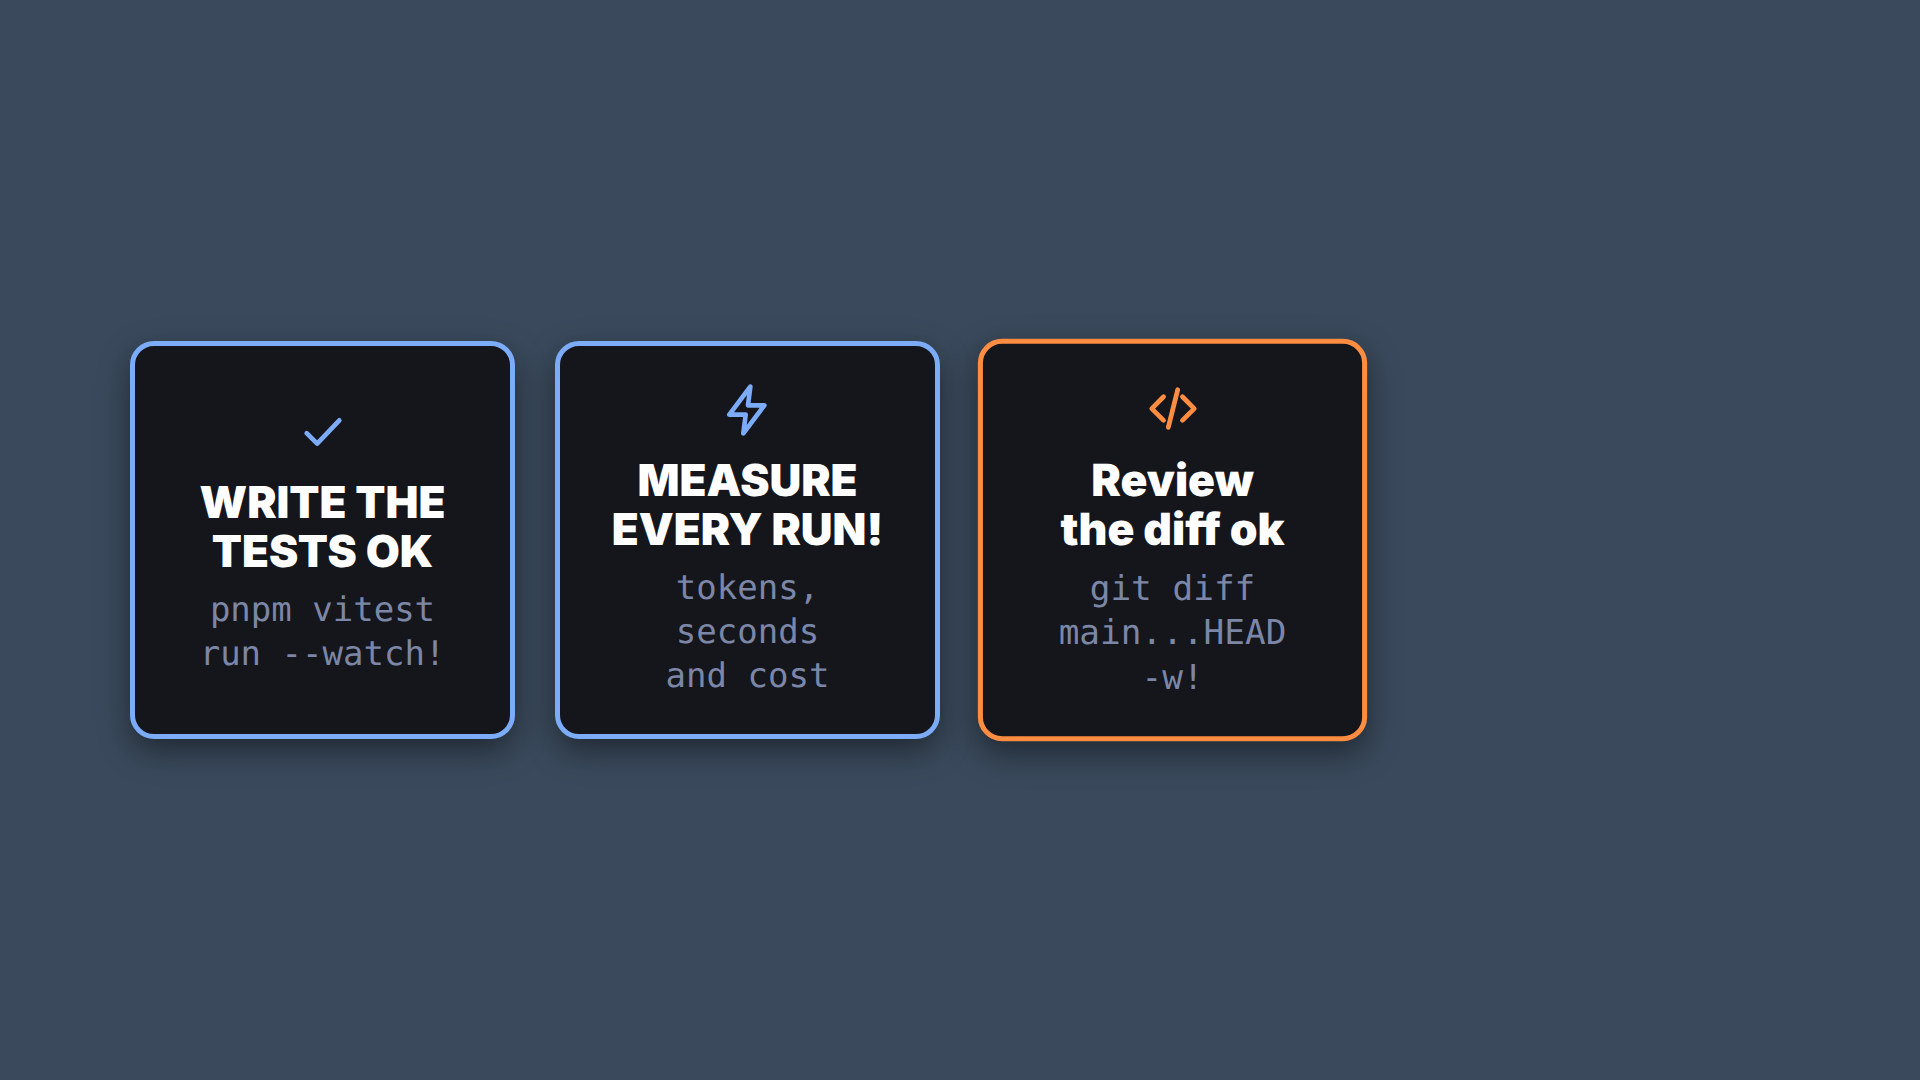 WRITE THE
TESTS OK
pnpm vitest
run --watch!
MEASURE
EVERY RUN!
tokens,
seconds
and cost
Review
the diff ok
git diff
main...HEAD
-w!